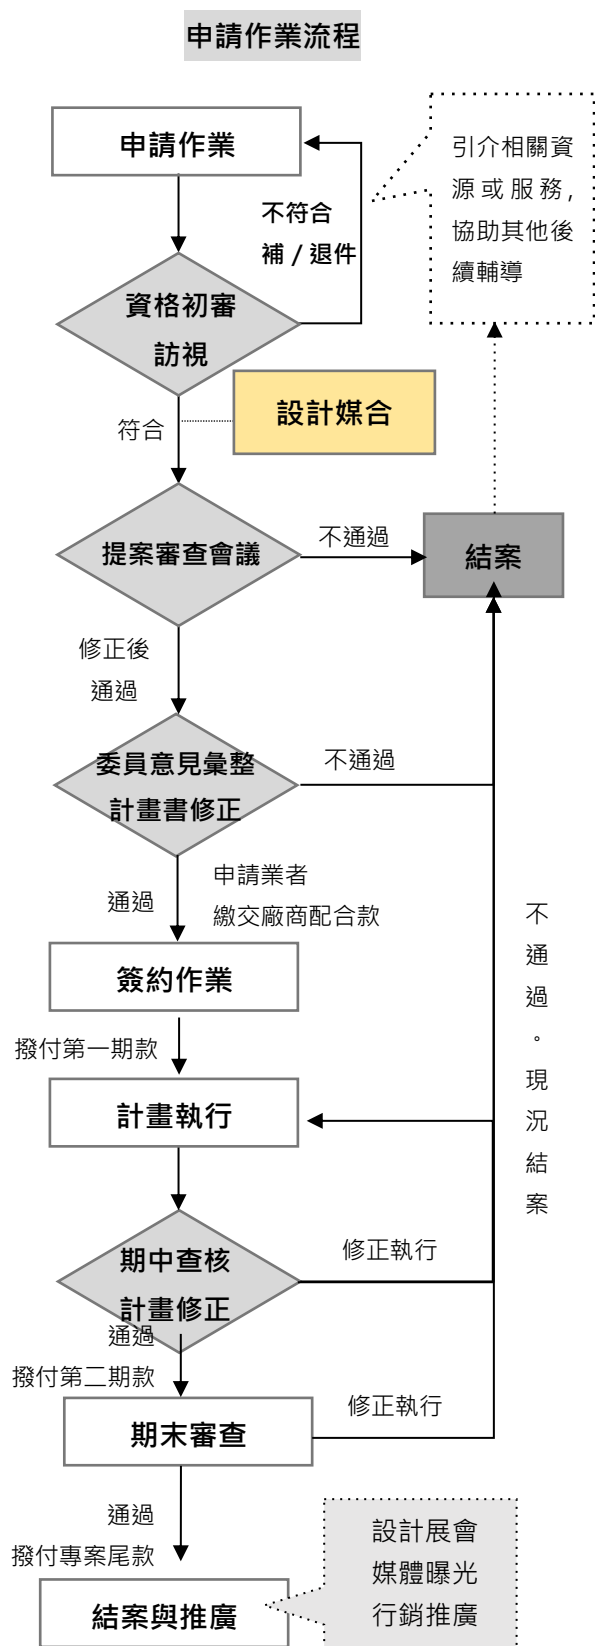 申請作業流程
申請作業
引介相關資
源或服務,
協助其他後
續輔導
不符合
補 / 退件
資格初審
訪視
設計媒合
符合
提案審查會議
不通過
結案
修正後
通過
委員意見彙整
計畫書修正
不通過
通過
申請業者
繳交廠商配合款
簽約作業
不通過。現況結案
撥付第一期款
計畫執行
期中查核
計畫修正
修正執行
通過
撥付第二期款
期末審查
修正執行
通過
撥付專案尾款
結案與推廣
設計展會
媒體曝光
行銷推廣